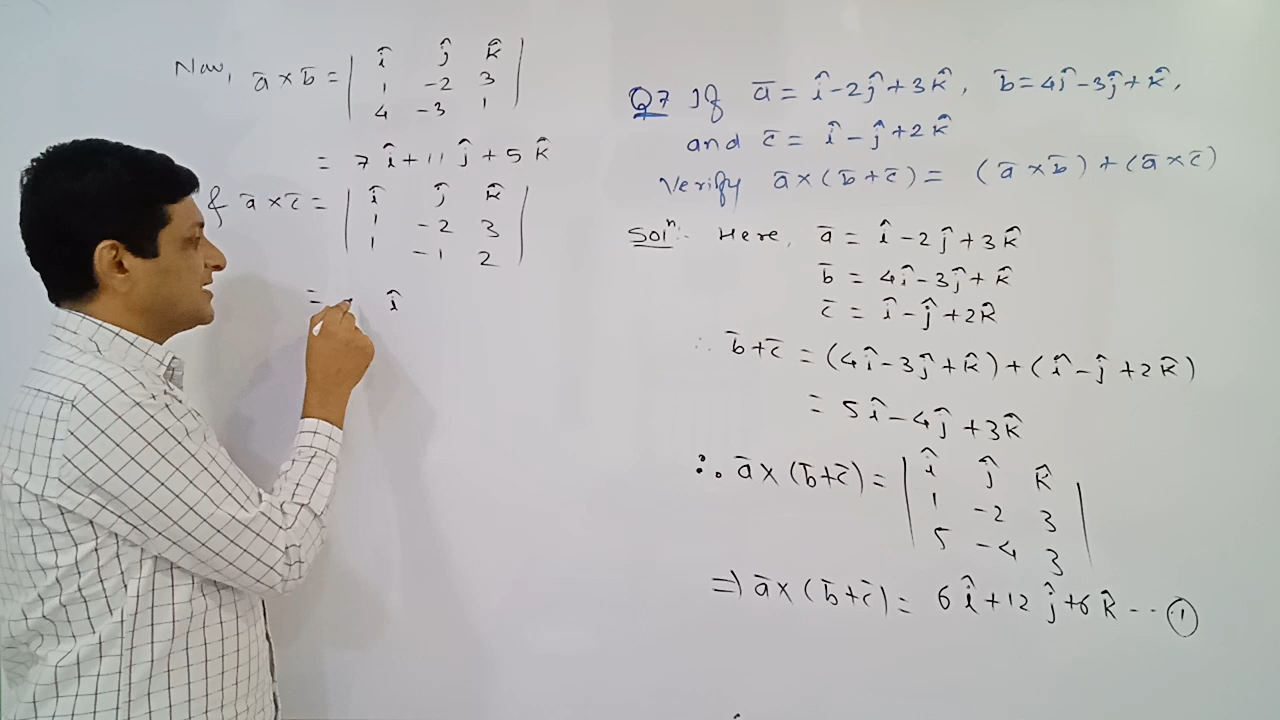 Now, a̅ × b̅ = | î ĵ k̂ |
| 1 -2 3 |
| 4 -3 1 |
= 7 î + 11 ĵ + 5 k̂
& a̅ × c̅ = | î ĵ k̂ |
| 1 -2 3 |
| 1 -1 2 |
= î
Q7 If a̅ = î - 2ĵ + 3k̂, b̅ = 4î - 3ĵ + k̂,
and c̅ = î - ĵ + 2k̂
Verify a̅ × (b̅ + c̅) = (a̅ × b̅) + (a̅ × c̅)
Solⁿ: Here, a̅ = î - 2ĵ + 3k̂
b̅ = 4î - 3ĵ + k̂
c̅ = î - ĵ + 2k̂
∴ b̅ + c̅ = (4î - 3ĵ + k̂) + (î - ĵ + 2k̂)
= 5î - 4ĵ + 3k̂
∴ a̅ × (b̅ + c̅) = | î ĵ k̂ |
| 1 -2 3 |
| 5 -4 3 |
⇒ a̅ × (b̅ + c̅) = 6î + 12ĵ + 6k̂ --- ①